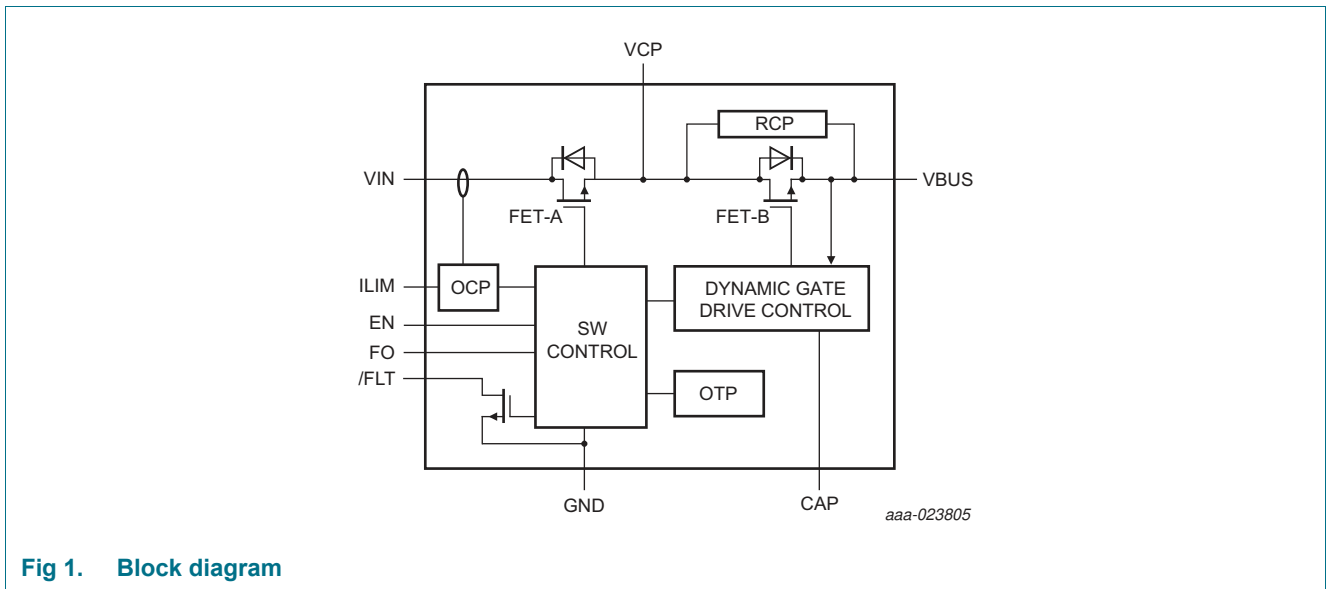 VCP
RCP
VIN
VBUS
FET-A
FET-B
ILIM
OCP
DYNAMIC GATE
DRIVE CONTROL
EN
SW
CONTROL
FO
/FLT
OTP
GND
CAP
aaa-023805
Fig 1. Block diagram